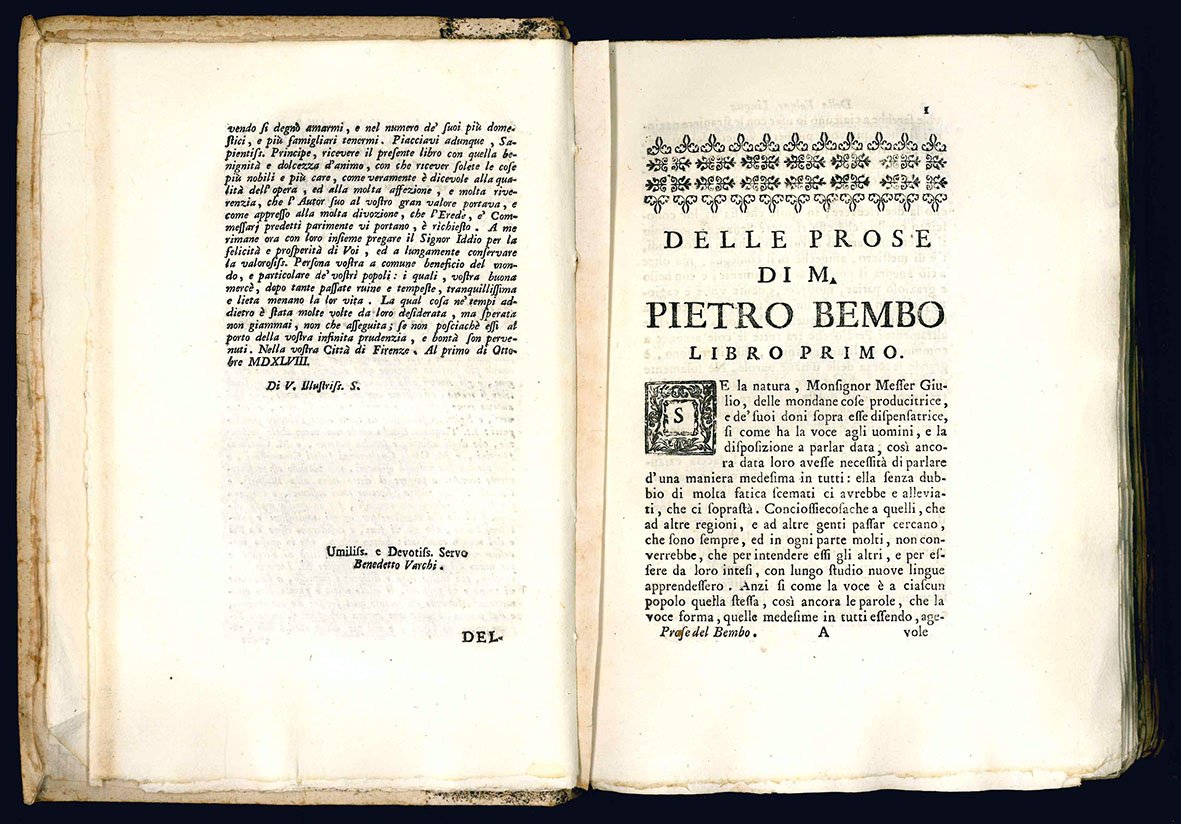 vendo ſi degnò amarmi, e nel numero de' ſuoi più dome-
ſtici, e più famigliari tenermi. Piacciavi adunque, Sa-
pientiſs. Principe, ricevere il preſente libro con quella be-
nignità e dolcezza d'animo, con che ricever ſolete le coſe
più nobili e più care, come veramente è dicevole alla qua-
lità dell'opera, ed alla molta affezione, e molta rive-
renzia, che l'Autor ſuo al voſtro gran valore portava, e
come appreſſo alla molta divozione, che l'Erede, e' Com-
meſſarj predetti parimente vi portano, è richieſto. A me
rimane ora con loro inſieme pregare il Signor Iddio per la
felicità e proſperità di Voi, ed a lungamente conſervare
la valoroſiſs. Perſona voſtra a comune beneficio del mon-
do, e particolare de' voſtri popoli: i quali, voſtra buona
mercè, dopo tante paſſate ruine e tempeſte, tranquilliſſima
e lieta menano la lor vita. La qual coſa ne' tempi ad-
dietro è ſtata molte volte da loro deſiderata, ma ſperata
non giammai, non che aſſeguita; ſe non poſciachè eſſi al
porto della voſtra infinita prudenzia, e bontà ſon perve-
nuti. Nella voſtra Città di Firenze. Al primo di Otto-
bre MDXLVIII.
Di V. Illuſtriſs. S.
Umiliſs. e Devotiſs. Servo
Benedetto Varchi.
DEL-
1
DELLE PROSE
DI M.
PIETRO BEMBO
LIBRO PRIMO.
SE la natura, Monſignor Meſſer Giu-
lio, delle mondane coſe producitrice,
e de' ſuoi doni ſopra eſſe diſpenſatrice,
ſi come ha la voce agli uomini, e la
diſpoſizione a parlar data, così anco-
ra data loro aveſſe neceſſità di parlare
d'una maniera medeſima in tutti: ella ſenza dub-
bio di molta fatica ſcemati ci avrebbe e allevia-
ti, che ci ſopraſtà. Concioſſiecoſache a quelli, che
ad altre regioni, e ad altre genti paſſar cercano,
che ſono ſempre, ed in ogni parte molti, non con-
verrebbe, che per intendere eſſi gli altri, e per eſ-
ſere da loro inteſi, con lungo ſtudio nuove lingue
apprendeſſero. Anzi ſi come la voce è a ciaſcun
popolo quella ſteſſa, così ancora le parole, che la
voce forma, quelle medeſime in tutti eſſendo, age-
Proſe del Bembo. A vole